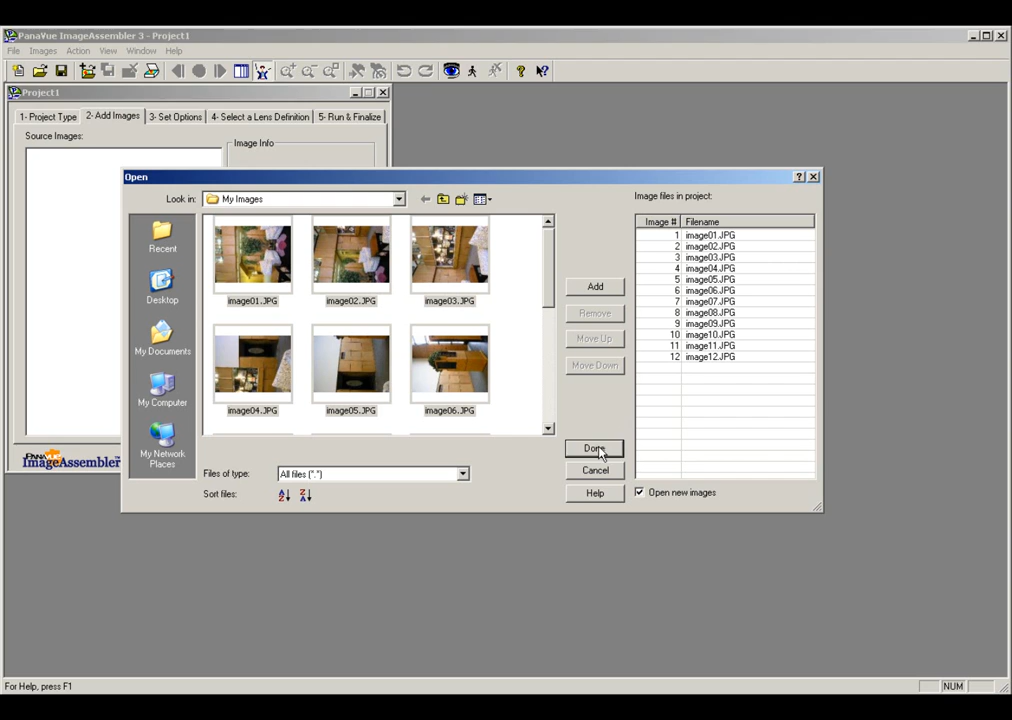 PanaVue ImageAssembler 3 - Project1
File Images Action View Window Help
Project1
1- Project Type 2- Add Images 3- Set Options 4- Select a Lens Definition 5- Run & Finalize
Source Images:
Image Info
Open
Look in: My Images
Image files in project:
Recent
Desktop
My Documents
My Computer
My Network
Places
image01.JPG image02.JPG image03.JPG
image04.JPG image05.JPG image06.JPG
Add
Remove
Move Up
Move Down
Done
Cancel
Help
Image # Filename
1 image01.JPG
2 image02.JPG
3 image03.JPG
4 image04.JPG
5 image05.JPG
6 image06.JPG
7 image07.JPG
8 image08.JPG
9 image09.JPG
10 image10.JPG
11 image11.JPG
12 image12.JPG
Files of type: All files (*.*)
Sort files:
Open new images
PANAVUE
ImageAssembler
For Help, press F1
NUM